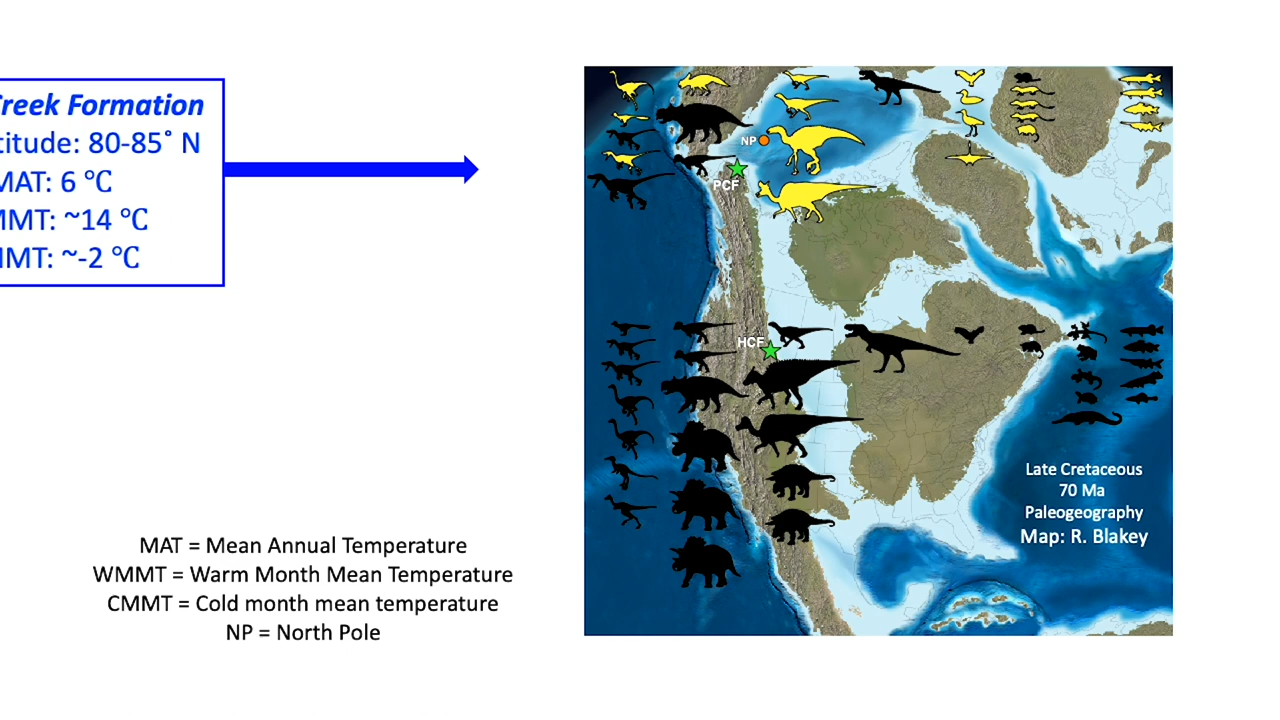 Creek Formation
titude: 80-85˚ N
MAT: 6 ℃
MMT: ~14 ℃
MMT: ~-2 ℃
NP
PCF
HCF
Late Cretaceous
70 Ma
Paleogeography
Map: R. Blakey
MAT = Mean Annual Temperature
WMMT = Warm Month Mean Temperature
CMMT = Cold month mean temperature
NP = North Pole